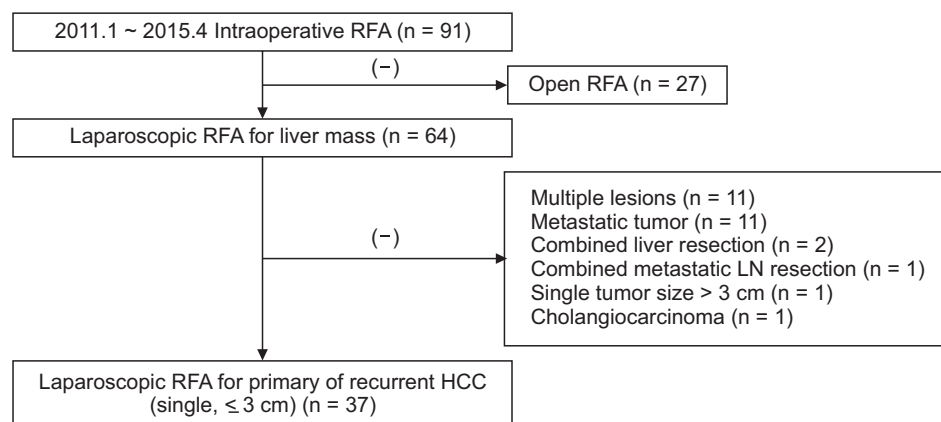 2011.1 ~ 2015.4 Intraoperative RFA (n = 91)
(−)
Open RFA (n = 27)
Laparoscopic RFA for liver mass (n = 64)
Multiple lesions (n = 11)
Metastatic tumor (n = 11)
(−)
Combined liver resection (n = 2)
Combined metastatic LN resection (n = 1)
Single tumor size > 3 cm (n = 1)
Cholangiocarcinoma (n = 1)
Laparoscopic RFA for primary of recurrent HCC
(single, ≤ 3 cm) (n = 37)